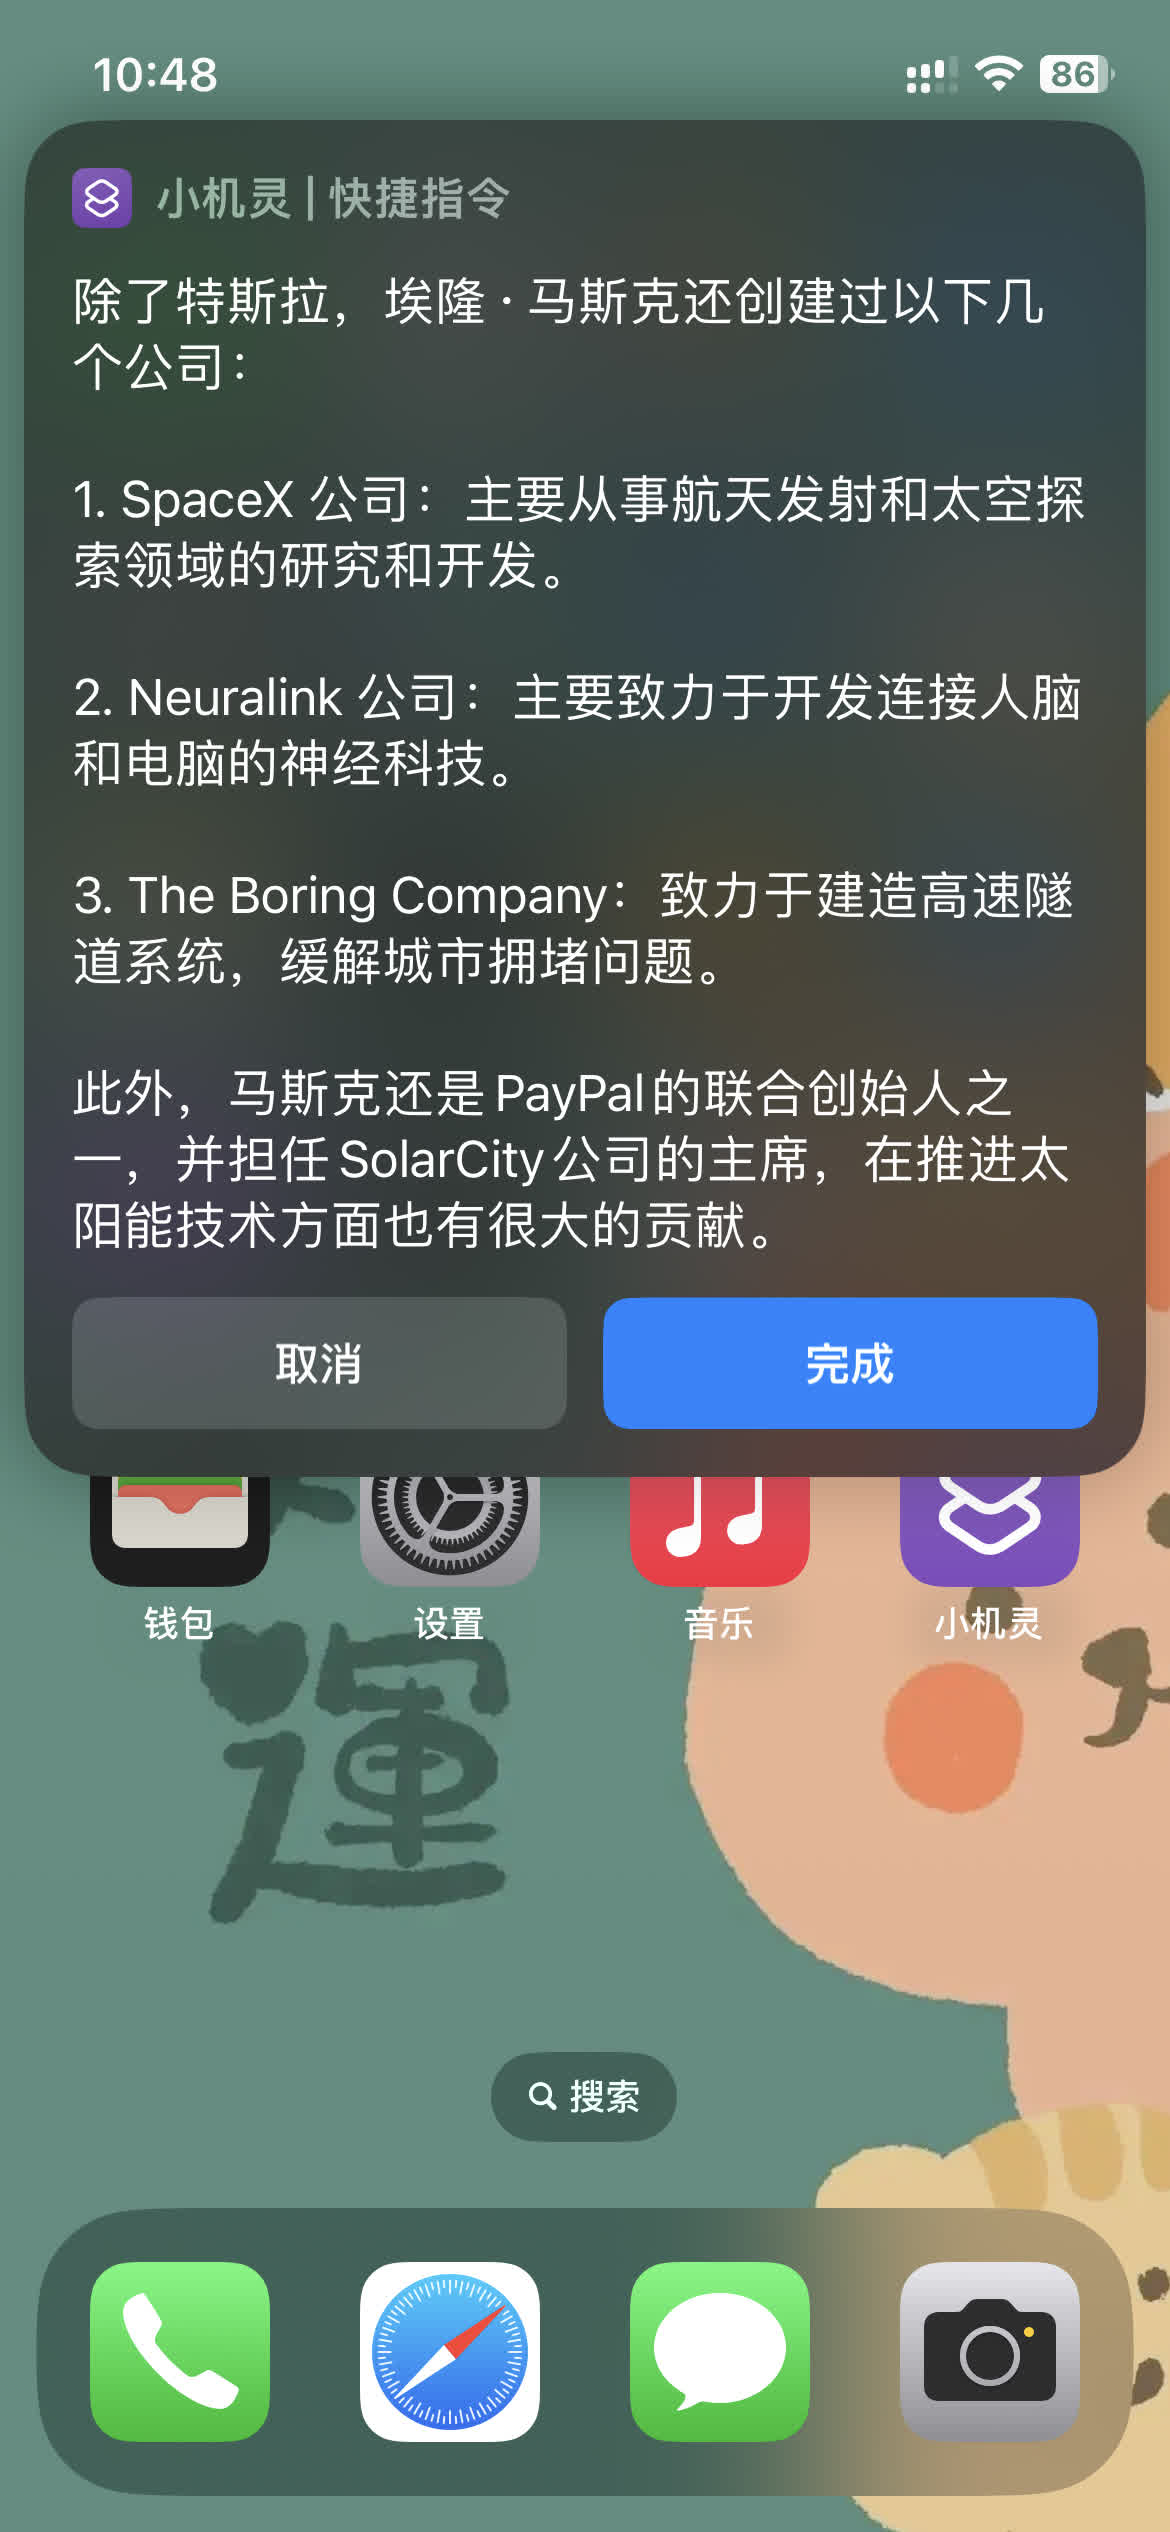 10:48
86
小机灵 | 快捷指令
除了特斯拉，埃隆·马斯克还创建过以下几
个公司：
1. SpaceX 公司：主要从事航天发射和太空探
索领域的研究和开发。
2. Neuralink 公司：主要致力于开发连接人脑
和电脑的神经科技。
3. The Boring Company：致力于建造高速隧
道系统，缓解城市拥堵问题。
此外，马斯克还是PayPal的联合创始人之
一，并担任SolarCity公司的主席，在推进太
阳能技术方面也有很大的贡献。
取消
完成
钱包
设置
音乐
小机灵
運
搜索